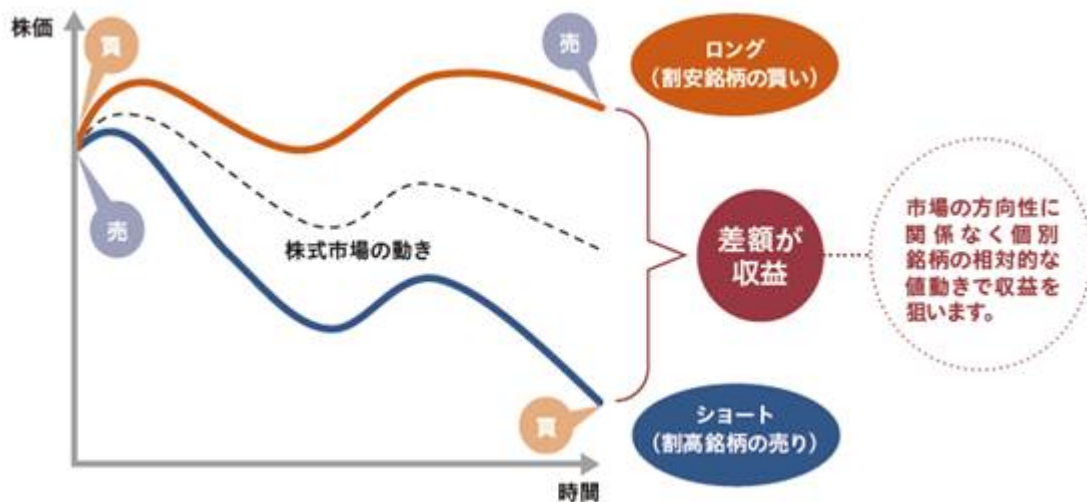 株価
買
売
ロング
（割安銘柄の買い）
売
株式市場の動き
差額が
収益
市場の方向性に
関係なく個別
銘柄の相対的な
値動きで収益を
狙います。
買
ショート
（割高銘柄の売り）
時間